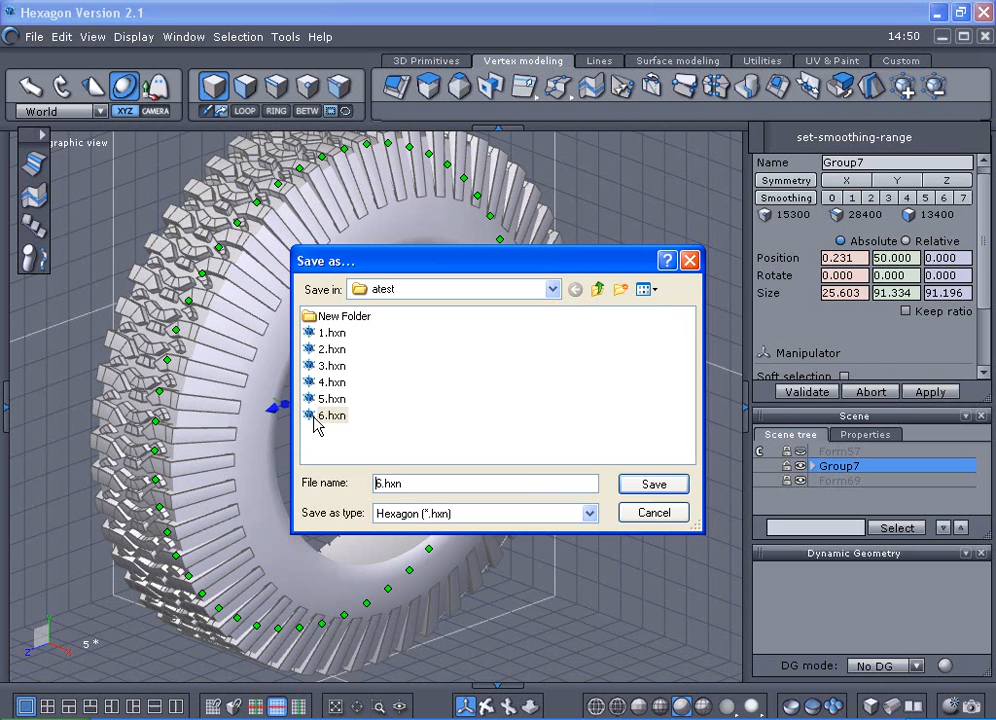 Hexagon Version 2.1
File Edit View Display Window Selection Tools Help 14:50
3D Primitives Vertex modeling Lines Surface modeling Utilities UV & Paint Custom
World XYZ CAMERA LOOP RING BETW
graphic view
set-smoothing-range
Name Group7
Symmetry X Y Z
Smoothing 0 1 2 3 4 5 6 7
15300 28400 13400
Absolute Relative
Position 0.231 50.000 0.000
Rotate 0.000 0.000 0.000
Size 25.603 91.334 91.196
Keep ratio
Manipulator
Soft selection
Validate Abort Apply
Scene
Scene tree Properties
C Form57
Group7
Form69
Select
Dynamic Geometry
DG mode: No DG
Save as...
Save in: atest
New Folder
1.hxn
2.hxn
3.hxn
4.hxn
5.hxn
6.hxn
File name: 6.hxn Save
Save as type: Hexagon (*.hxn) Cancel
Y
Z X
5 *